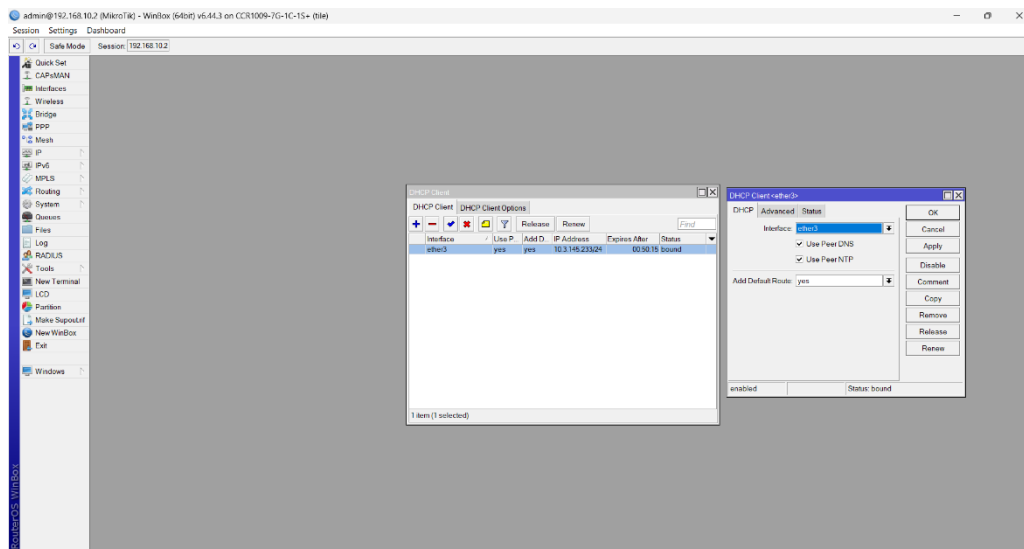 admin@192.168.10.2 (MikroTik) - WinBox (64bit) v6.44.3 on CCR1009-7G-1C-1S+ (tile)
Session Settings Dashboard
Safe Mode Session: 192.168.10.2
Quick Set
CAPsMAN
Interfaces
Wireless
Bridge
PPP
Mesh
IP
IPv6
MPLS
Routing
System
Queues
Files
Log
RADIUS
Tools
New Terminal
LCD
Partition
Make Supout.rif
New WinBox
Exit
Windows
RouterOS WinBox
DHCP Client
DHCP Client DHCP Client Options
Release Renew Find
Interface Use P... Add D... IP Address Expires After Status
ether3 yes yes 10.3.145.233/24 00:50:15 bound
1 item (1 selected)
DHCP Client <ether3>
DHCP Advanced Status
Interface: ether3
Use Peer DNS
Use Peer NTP
Add Default Route: yes
OK
Cancel
Apply
Disable
Comment
Copy
Remove
Release
Renew
enabled Status: bound